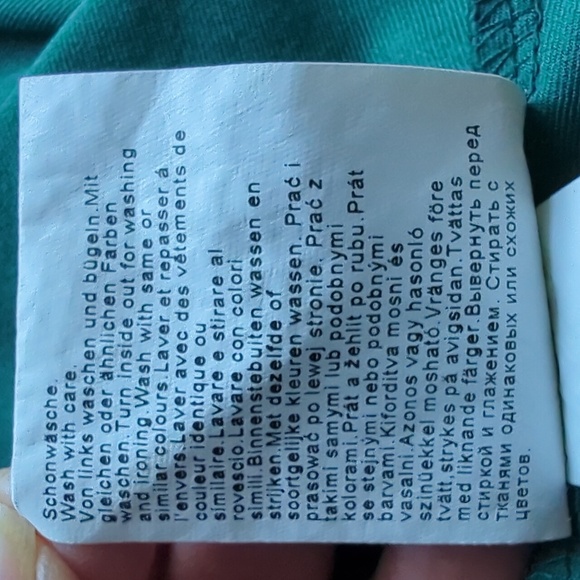 Schonwäsche.
Wash with care.
Von links waschen und bügeln.Mit
gleichen oder ähnlichen Farben
waschen.Turn inside out for washing
and ironing.Wash with same or
similar colours.Laver et repasser á
l'envers.Laver avec des vêtements de
couleur identique ou
similaire.Lavare e stirare al
rovescio.Lavare con colori
simili.Binnenstebuiten wassen en
strijken.Met dezelfde of
soortgelijke kleuren wassen. Prać i
prasować po lewej stronie. Prać z
takimi samymi lub podobnymi
kolorami.Prát a žehlit po rubu.Prát
se stejnými nebo podobnými
barvami.Kifordítva mosni és
vasalni.Azonos vagy hasonló
színüekkel mosható.Vränges före
tvätt,strykes på avigsidan.Tvättas
med liknande färger.Вывернуть перед
стиркой и глажением. Стирать с
тканями одинаковых или схожих
цветов.